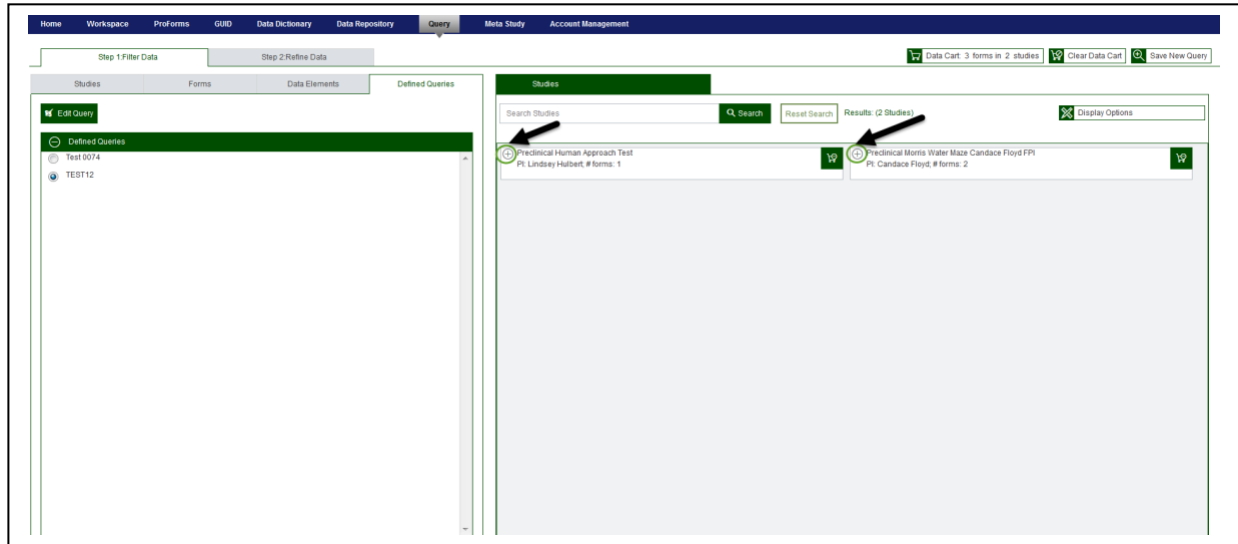 Home Workspace ProForms GUID Data Dictionary Data Repository Query Meta Study Account Management
Step 1:Filter Data Step 2:Refine Data Data Cart: 3 forms in 2 studies Clear Data Cart Save New Query
Studies Forms Data Elements Defined Queries Studies
Edit Query Search Studies Search Reset Search Results: (2 Studies) Display Options
Defined Queries
Test 0074 Preclinical Human Approach Test Preclinical Morris Water Maze Candace Floyd FPI
PI: Lindsey Hulbert; # forms: 1 PI: Candace Floyd; # forms: 2
TEST12